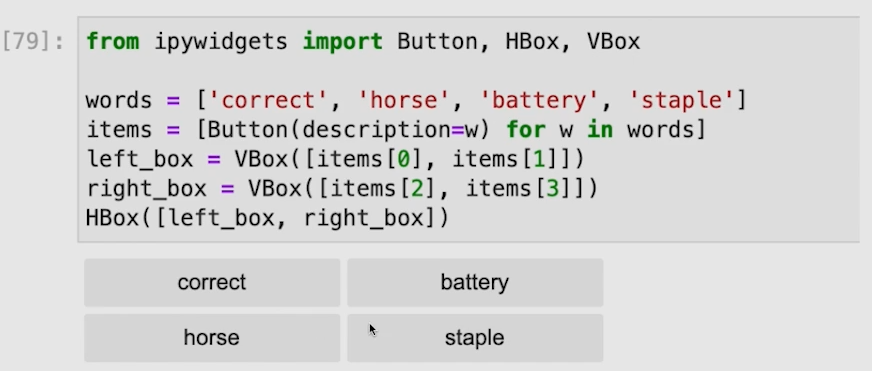 [79]: from ipywidgets import Button, HBox, VBox
words = ['correct', 'horse', 'battery', 'staple']
items = [Button(description=w) for w in words]
left_box = VBox([items[0], items[1]])
right_box = VBox([items[2], items[3]])
HBox([left_box, right_box])
correct battery
horse staple